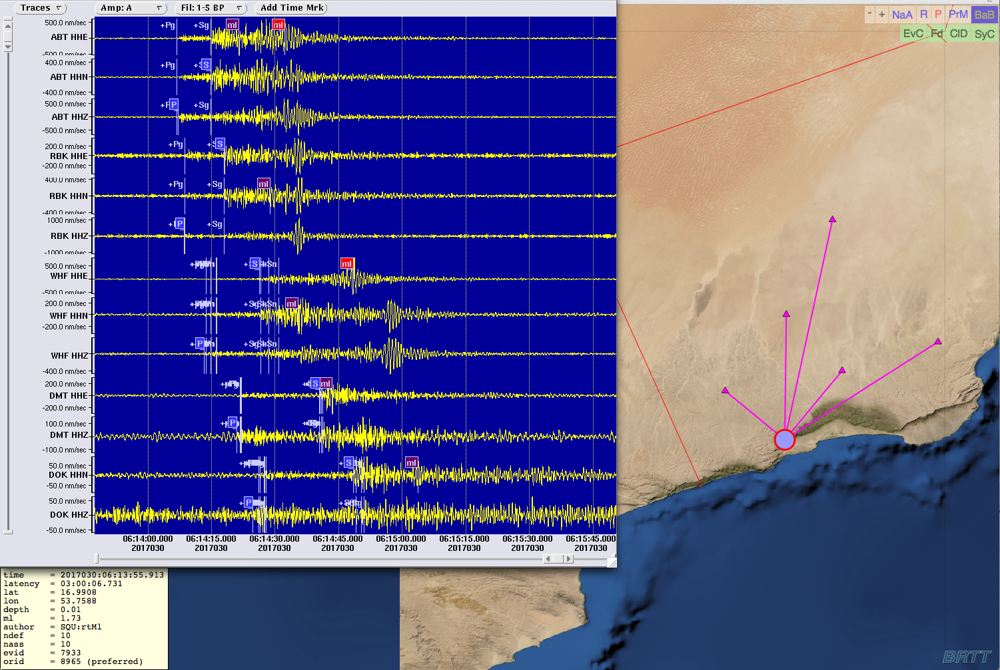 Traces Amp: A Fil: 1-5 BP Add Time Mrk
- + NaA R P PrM BaB
EvC Fd CID SyC
500.0 nm/sec
ABT HHE +Pg +Sg ml ml
-500.0 nm/sec
400.0 nm/sec
ABT HHN +Pg S
-400.0 nm/sec
500.0 nm/sec
ABT HHZ P +Sg
-500.0 nm/sec
200.0 nm/sec
RBK HHE +Pg S
-200.0 nm/sec
400.0 nm/sec
RBK HHN +Pg +Sg ml
-400.0 nm/sec
1000 nm/sec
RBK HHZ P +Sg
-1000 nm/sec
500.0 nm/sec
WHF HHE S ml
-500.0 nm/sec
200.0 nm/sec
WHF HHN ml
-200.0 nm/sec
WHF HHZ P
-400.0 nm/sec
200.0 nm/sec
DMT HHE S ml
-200.0 nm/sec
100.0 nm/sec
DMT HHZ P
-100.0 nm/sec
50.0 nm/sec
DOK HHN S ml
-50.0 nm/sec
50.0 nm/sec
DOK HHZ P
-50.0 nm/sec
06:14:00.000 06:14:15.000 06:14:30.000 06:14:45.000 06:15:00.000 06:15:15.000 06:15:30.000 06:15:45.000
2017030 2017030 2017030 2017030 2017030 2017030 2017030 2017030
time = 2017030:06:13:55.913
latency = 03:00:06.731
lat = 16.9908
lon = 53.7588
depth = 0.01
ml = 1.73
author = SQU:rtMl
ndef = 10
nass = 10
evid = 7933
orid = 8965 (preferred)
BRTT